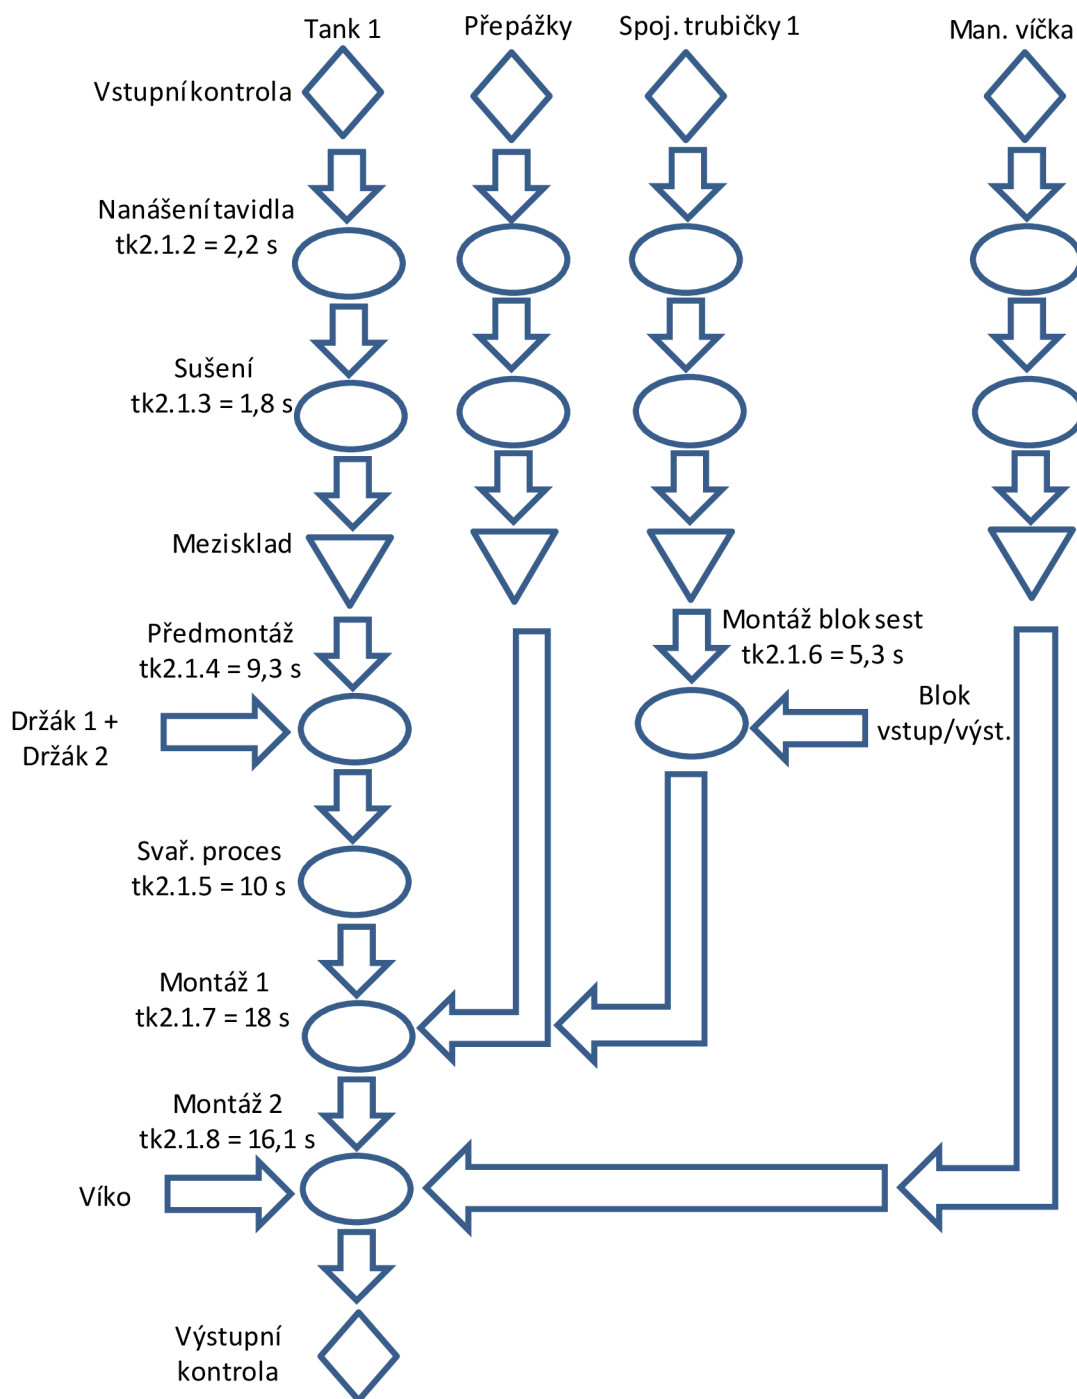 Tank 1
Přepážky
Spoj. trubičky 1
Man. víčka
Vstupní kontrola
Nanášení tavidla
tk2.1.2 = 2,2 s
Sušení
tk2.1.3 = 1,8 s
Mezisklad
Předmontáž
tk2.1.4 = 9,3 s
Montáž blok sest
tk2.1.6 = 5,3 s
Držák 1 +
Držák 2
Blok
vstup/výst.
Svař. proces
tk2.1.5 = 10 s
Montáž 1
tk2.1.7 = 18 s
Montáž 2
tk2.1.8 = 16,1 s
Víko
Výstupní
kontrola